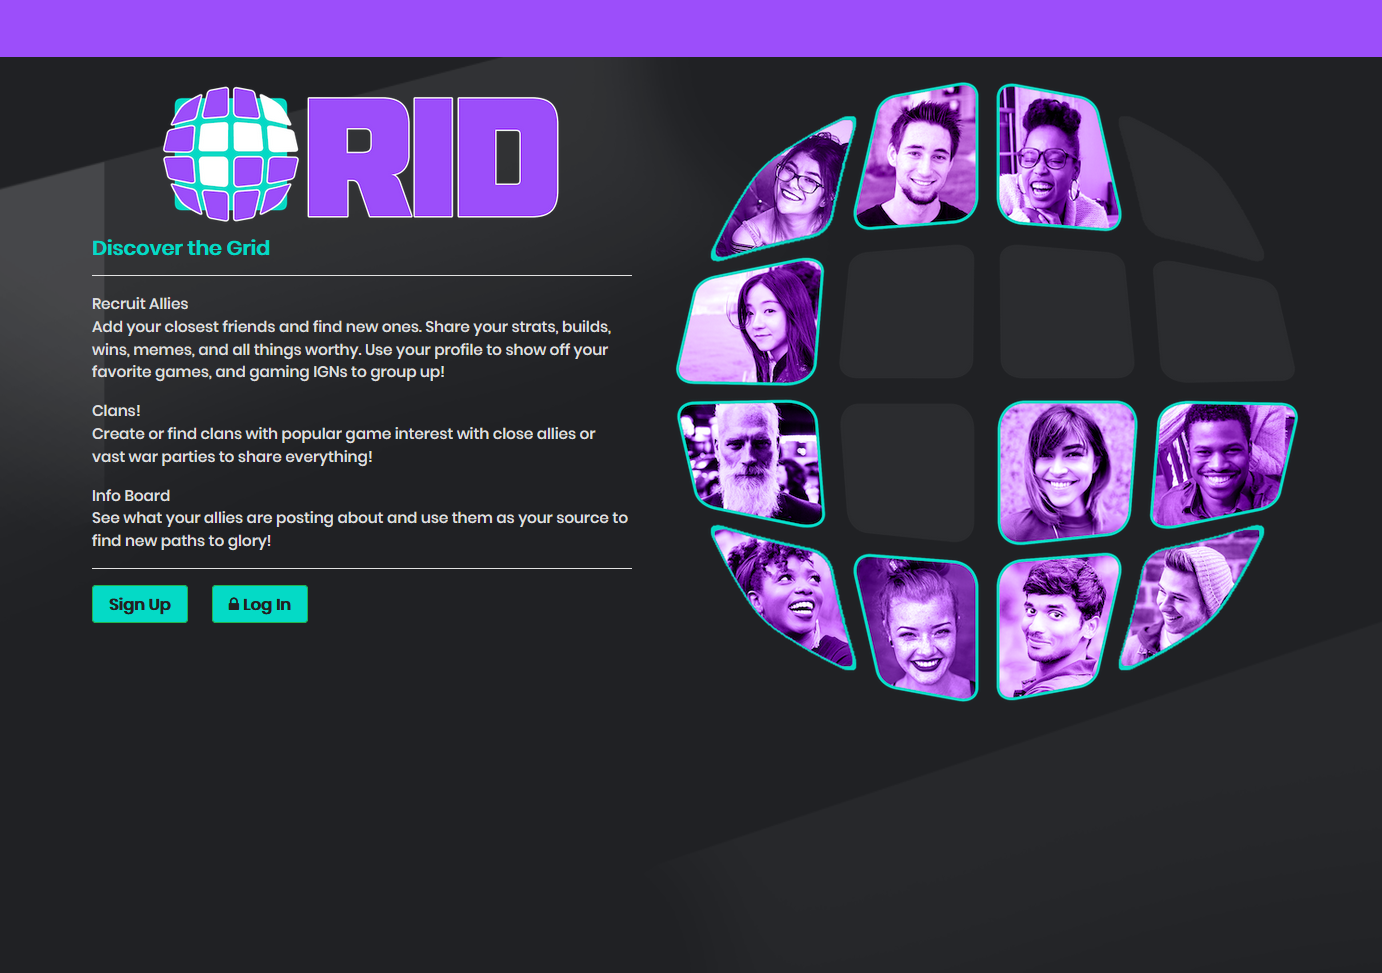 GRID
Discover the Grid
Recruit Allies
Add your closest friends and find new ones. Share your strats, builds,
wins, memes, and all things worthy. Use your profile to show off your
favorite games, and gaming IGNs to group up!
Clans!
Create or find clans with popular game interest with close allies or
vast war parties to share everything!
Info Board
See what your allies are posting about and use them as your source to
find new paths to glory!
Sign Up
Log In